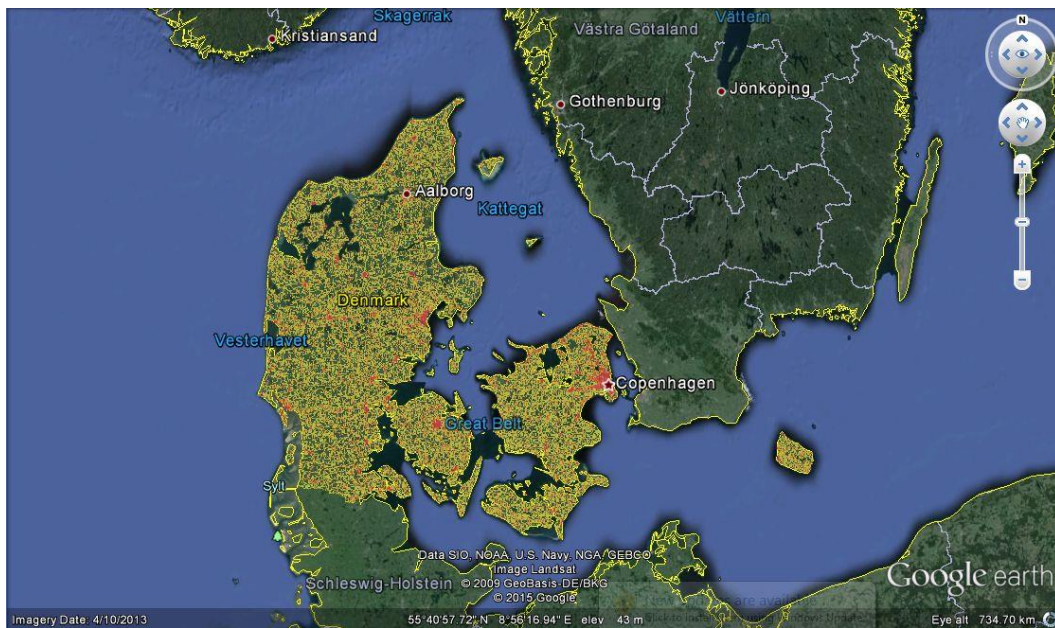 Skagerrak
Vättern
Kristiansand
Västra Götaland
N
Jönköping
Gothenburg
Aalborg
Kattegat
Denmark
Vesterhavet
Copenhagen
Great Belt
Sylt
Data SIO, NOAA, U.S. Navy, NGA, GEBCO
Image Landsat
Schleswig-Holstein © 2009 GeoBasis-DE/BKG
© 2015 Google
Google earth
are available
Imagery Date: 4/10/2013 55°40'57.72" N 8°56'16.94" E elev 43 m Eye alt 734.70 km